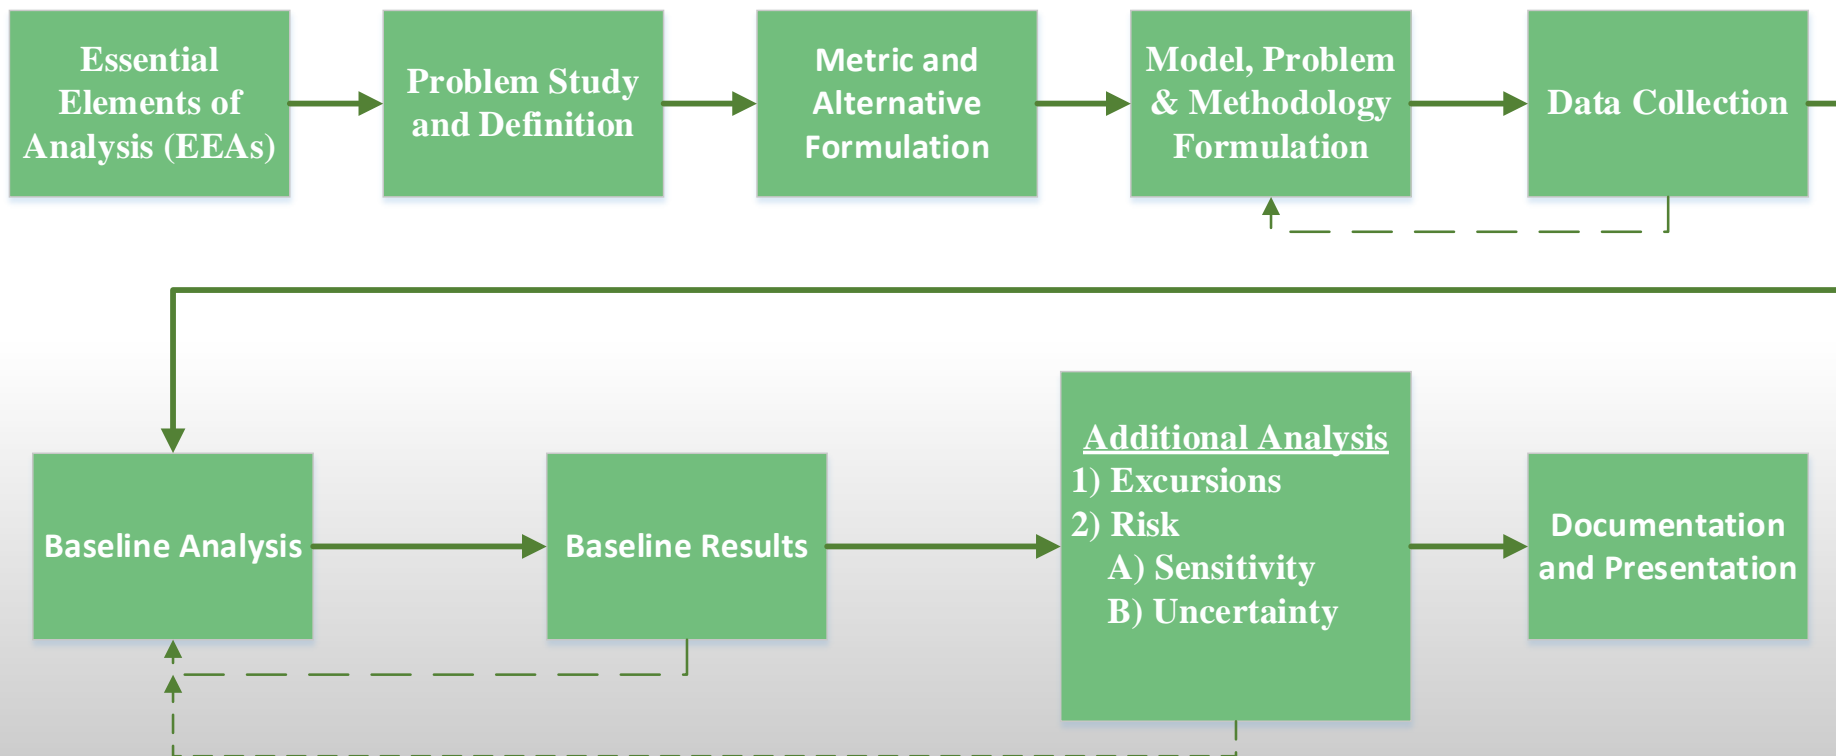 Essential
Elements of
Analysis (EEAs)
Problem Study
and Definition
Metric and
Alternative
Formulation
Model, Problem
& Methodology
Formulation
Data Collection
Baseline Analysis
Baseline Results
Additional Analysis
1) Excursions
2) Risk
A) Sensitivity
B) Uncertainty
Documentation
and Presentation